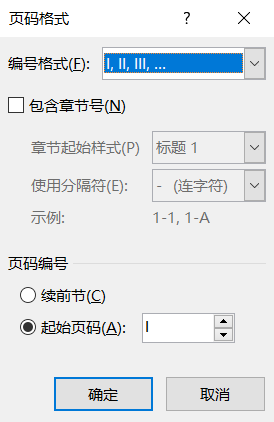 页码格式 ? ×
编号格式(F): I, II, III, ...
包含章节号(N)
章节起始样式(P) 标题 1
使用分隔符(E): - (连字符)
示例: 1-1, 1-A
页码编号
续前节(C)
起始页码(A): I
确定 取消